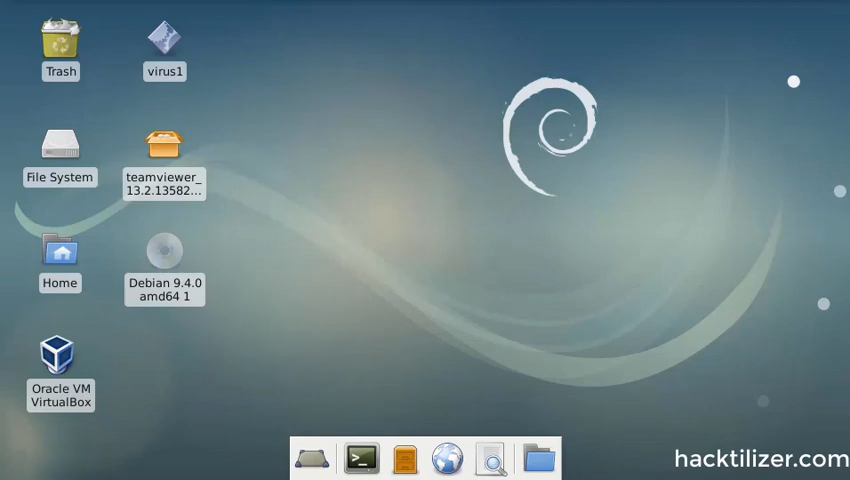 Trash
virus1
File System
teamviewer_
13.2.13582...
Home
Debian 9.4.0
amd64 1
Oracle VM
VirtualBox
>_
hacktilizer.com